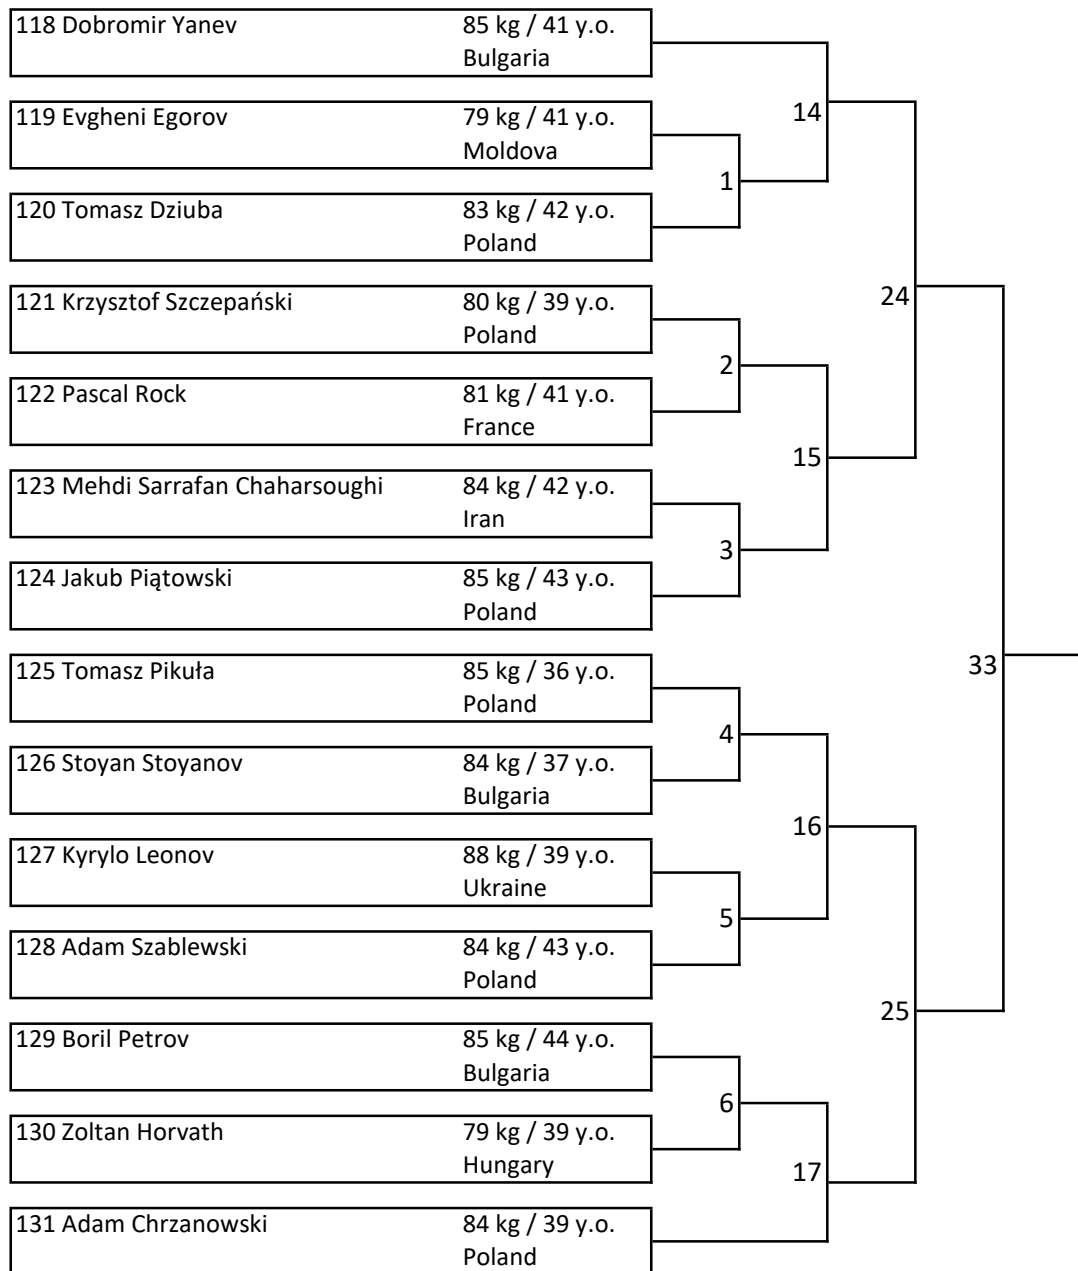 118 Dobromir Yanev 85 kg / 41 y.o.
Bulgaria
14
119 Evgheni Egorov 79 kg / 41 y.o.
Moldova
1
120 Tomasz Dziuba 83 kg / 42 y.o.
Poland
24
121 Krzysztof Szczepański 80 kg / 39 y.o.
Poland
2
122 Pascal Rock 81 kg / 41 y.o.
France
15
123 Mehdi Sarrafan Chaharsoughi 84 kg / 42 y.o.
Iran
3
124 Jakub Piątowski 85 kg / 43 y.o.
Poland
33
125 Tomasz Pikuła 85 kg / 36 y.o.
Poland
4
126 Stoyan Stoyanov 84 kg / 37 y.o.
Bulgaria
16
127 Kyrylo Leonov 88 kg / 39 y.o.
Ukraine
5
128 Adam Szablewski 84 kg / 43 y.o.
Poland
25
129 Boril Petrov 85 kg / 44 y.o.
Bulgaria
6
130 Zoltan Horvath 79 kg / 39 y.o.
Hungary
17
131 Adam Chrzanowski 84 kg / 39 y.o.
Poland